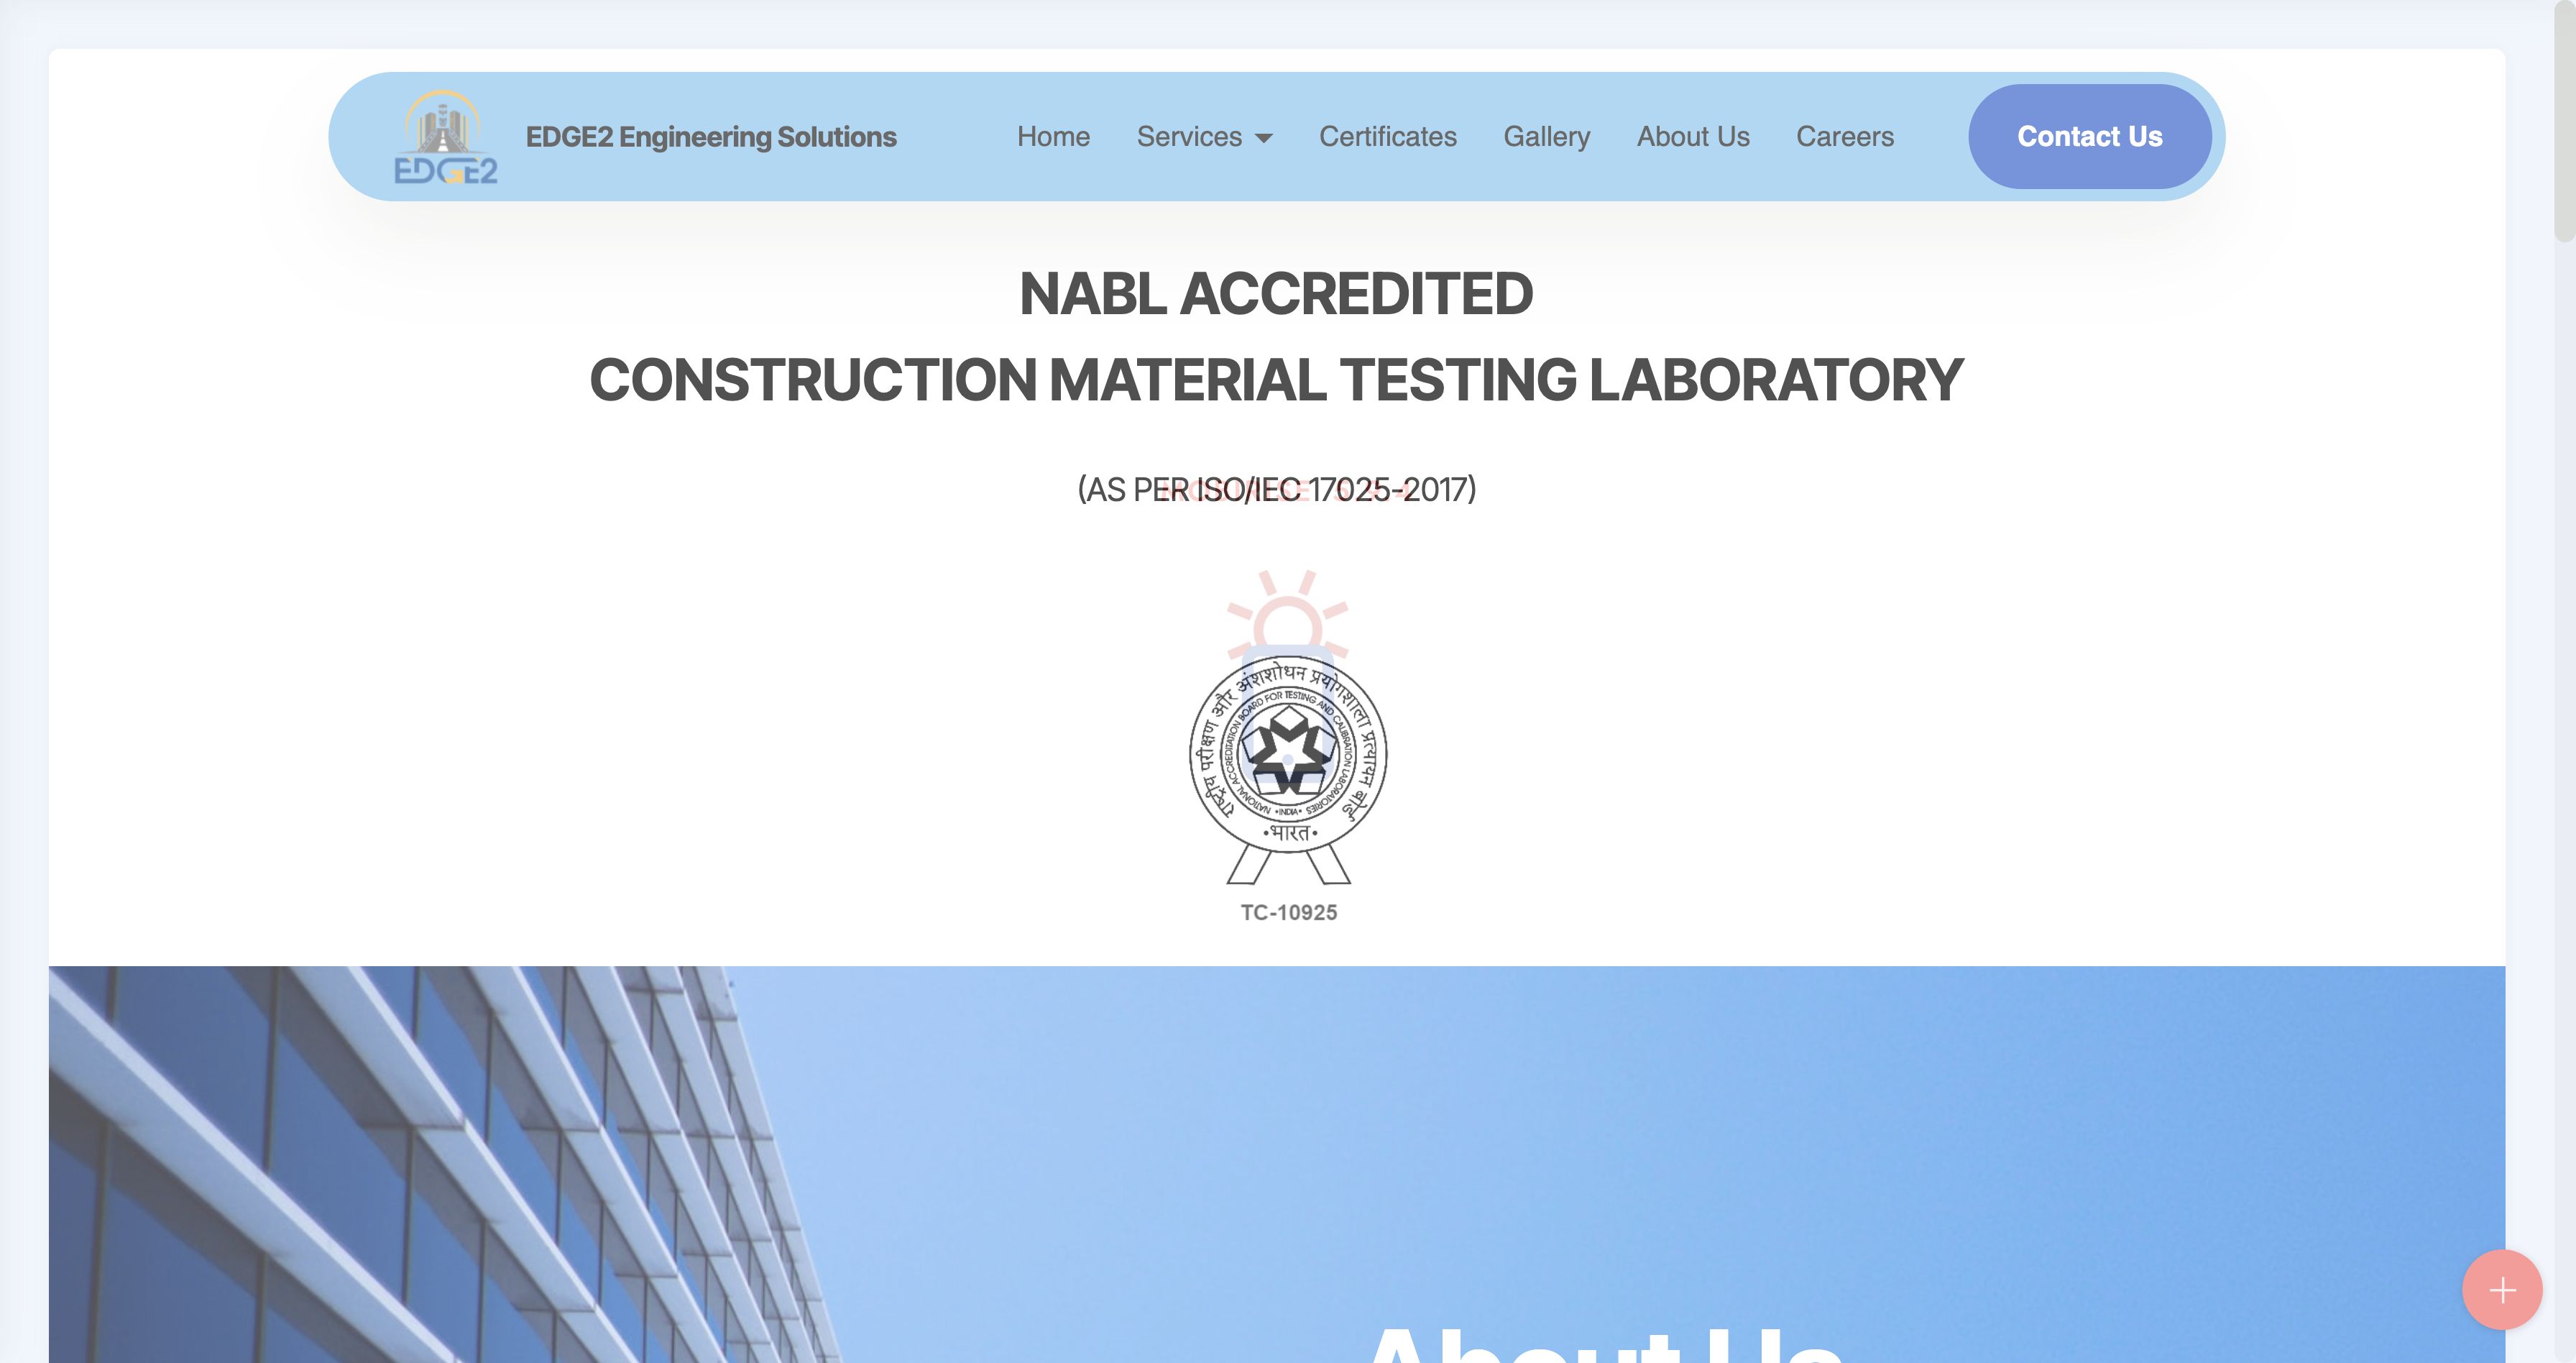 EDGE2
EDGE2 Engineering Solutions
Home
Services
Certificates
Gallery
About Us
Careers
Contact Us
NABL ACCREDITED
CONSTRUCTION MATERIAL TESTING LABORATORY
(AS PER ISO/IEC 17025-2017)
राष्ट्रीय परीक्षण और अंशशोधन प्रयोगशाला प्रत्यायन बोर्ड
NATIONAL ACCREDITATION BOARD FOR TESTING AND CALIBRATION LABORATORIES
•INDIA•
•भारत•
TC-10925
About Us